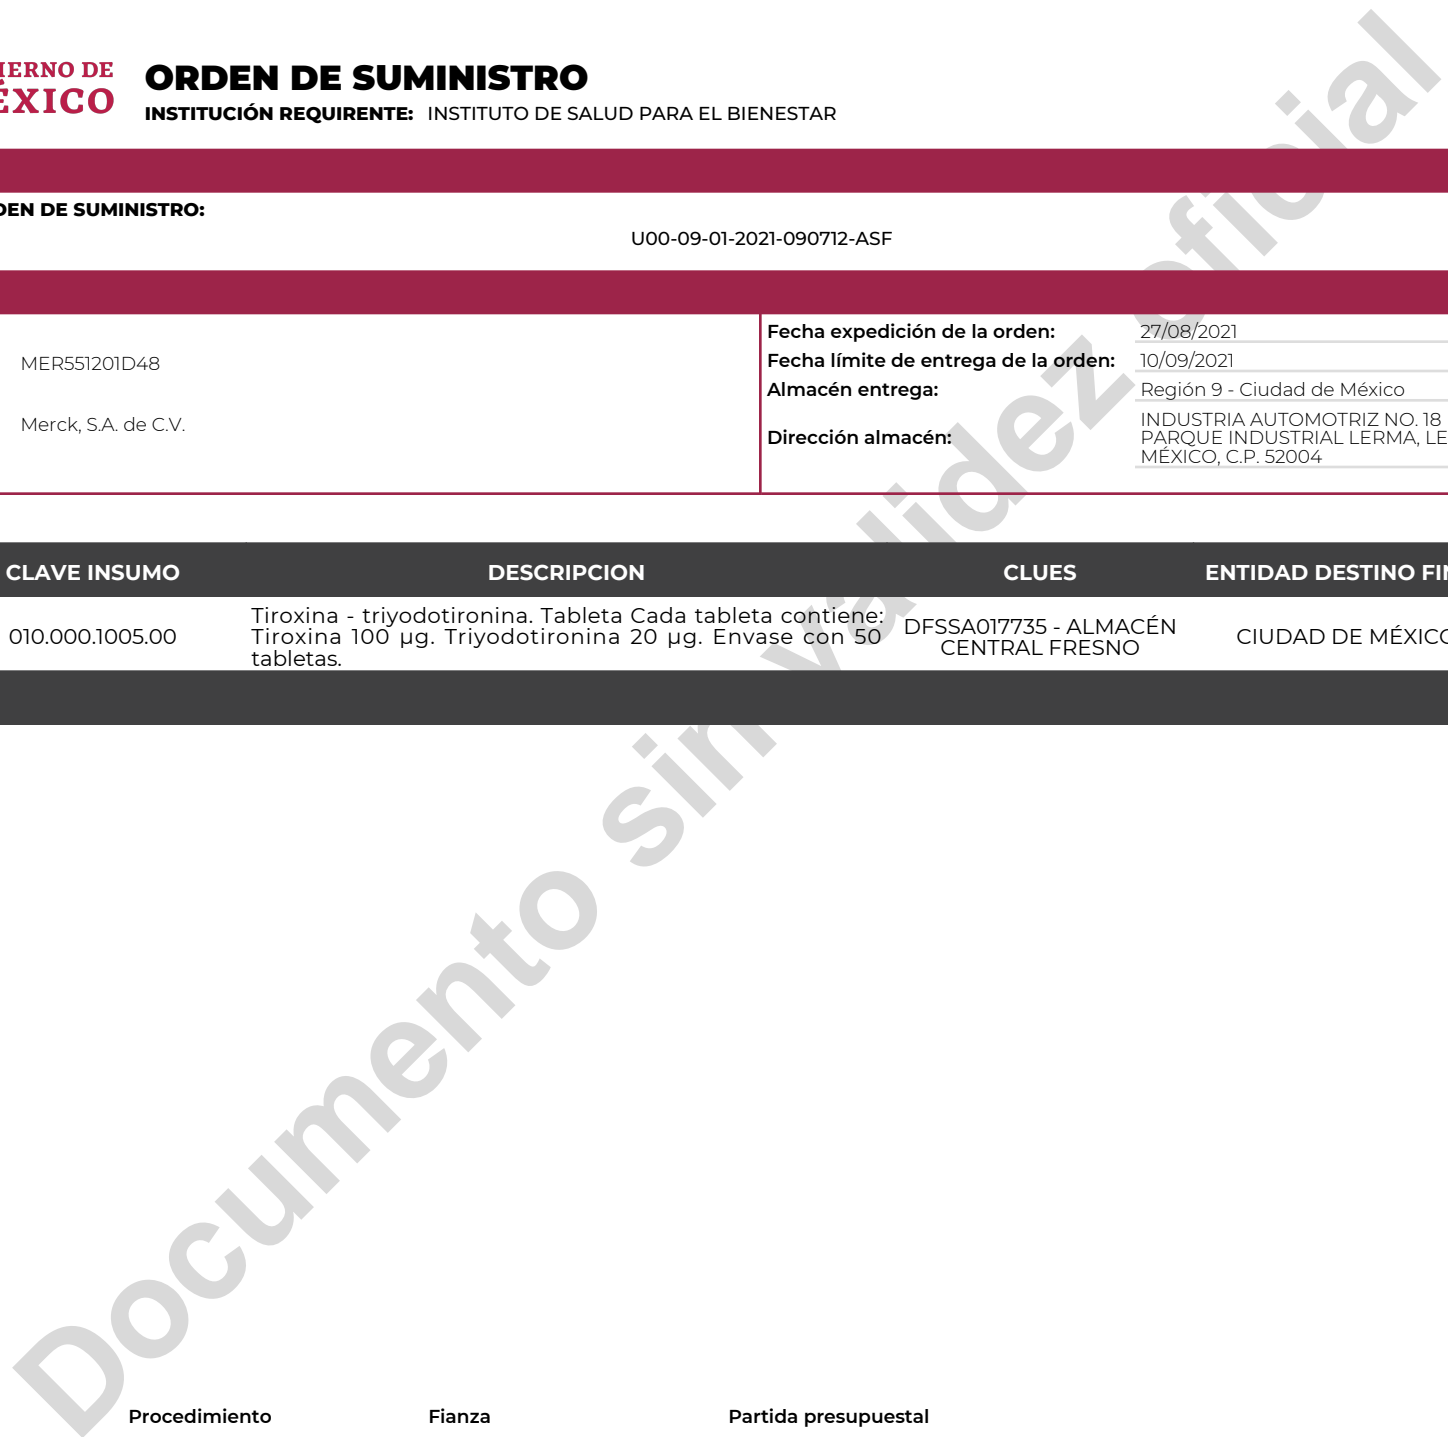 IERNO DE
ÉXICO
ORDEN DE SUMINISTRO
INSTITUCIÓN REQUIRENTE: INSTITUTO DE SALUD PARA EL BIENESTAR
DEN DE SUMINISTRO:
U00-09-01-2021-090712-ASF
MER551201D48
Merck, S.A. de C.V.
Fecha expedición de la orden: 27/08/2021
Fecha límite de entrega de la orden: 10/09/2021
Almacén entrega: Región 9 - Ciudad de México
Dirección almacén: INDUSTRIA AUTOMOTRIZ NO. 18
PARQUE INDUSTRIAL LERMA, LE
MÉXICO, C.P. 52004
CLAVE INSUMO DESCRIPCION CLUES ENTIDAD DESTINO FIN
010.000.1005.00
Tiroxina - triyodotironina. Tableta Cada tableta contiene:
Tiroxina 100 µg. Triyodotironina 20 µg. Envase con 50
tabletas.
DFSSA017735 - ALMACÉN
CENTRAL FRESNO
CIUDAD DE MÉXICO
Documento sin validez oficial
Procedimiento Fianza Partida presupuestal